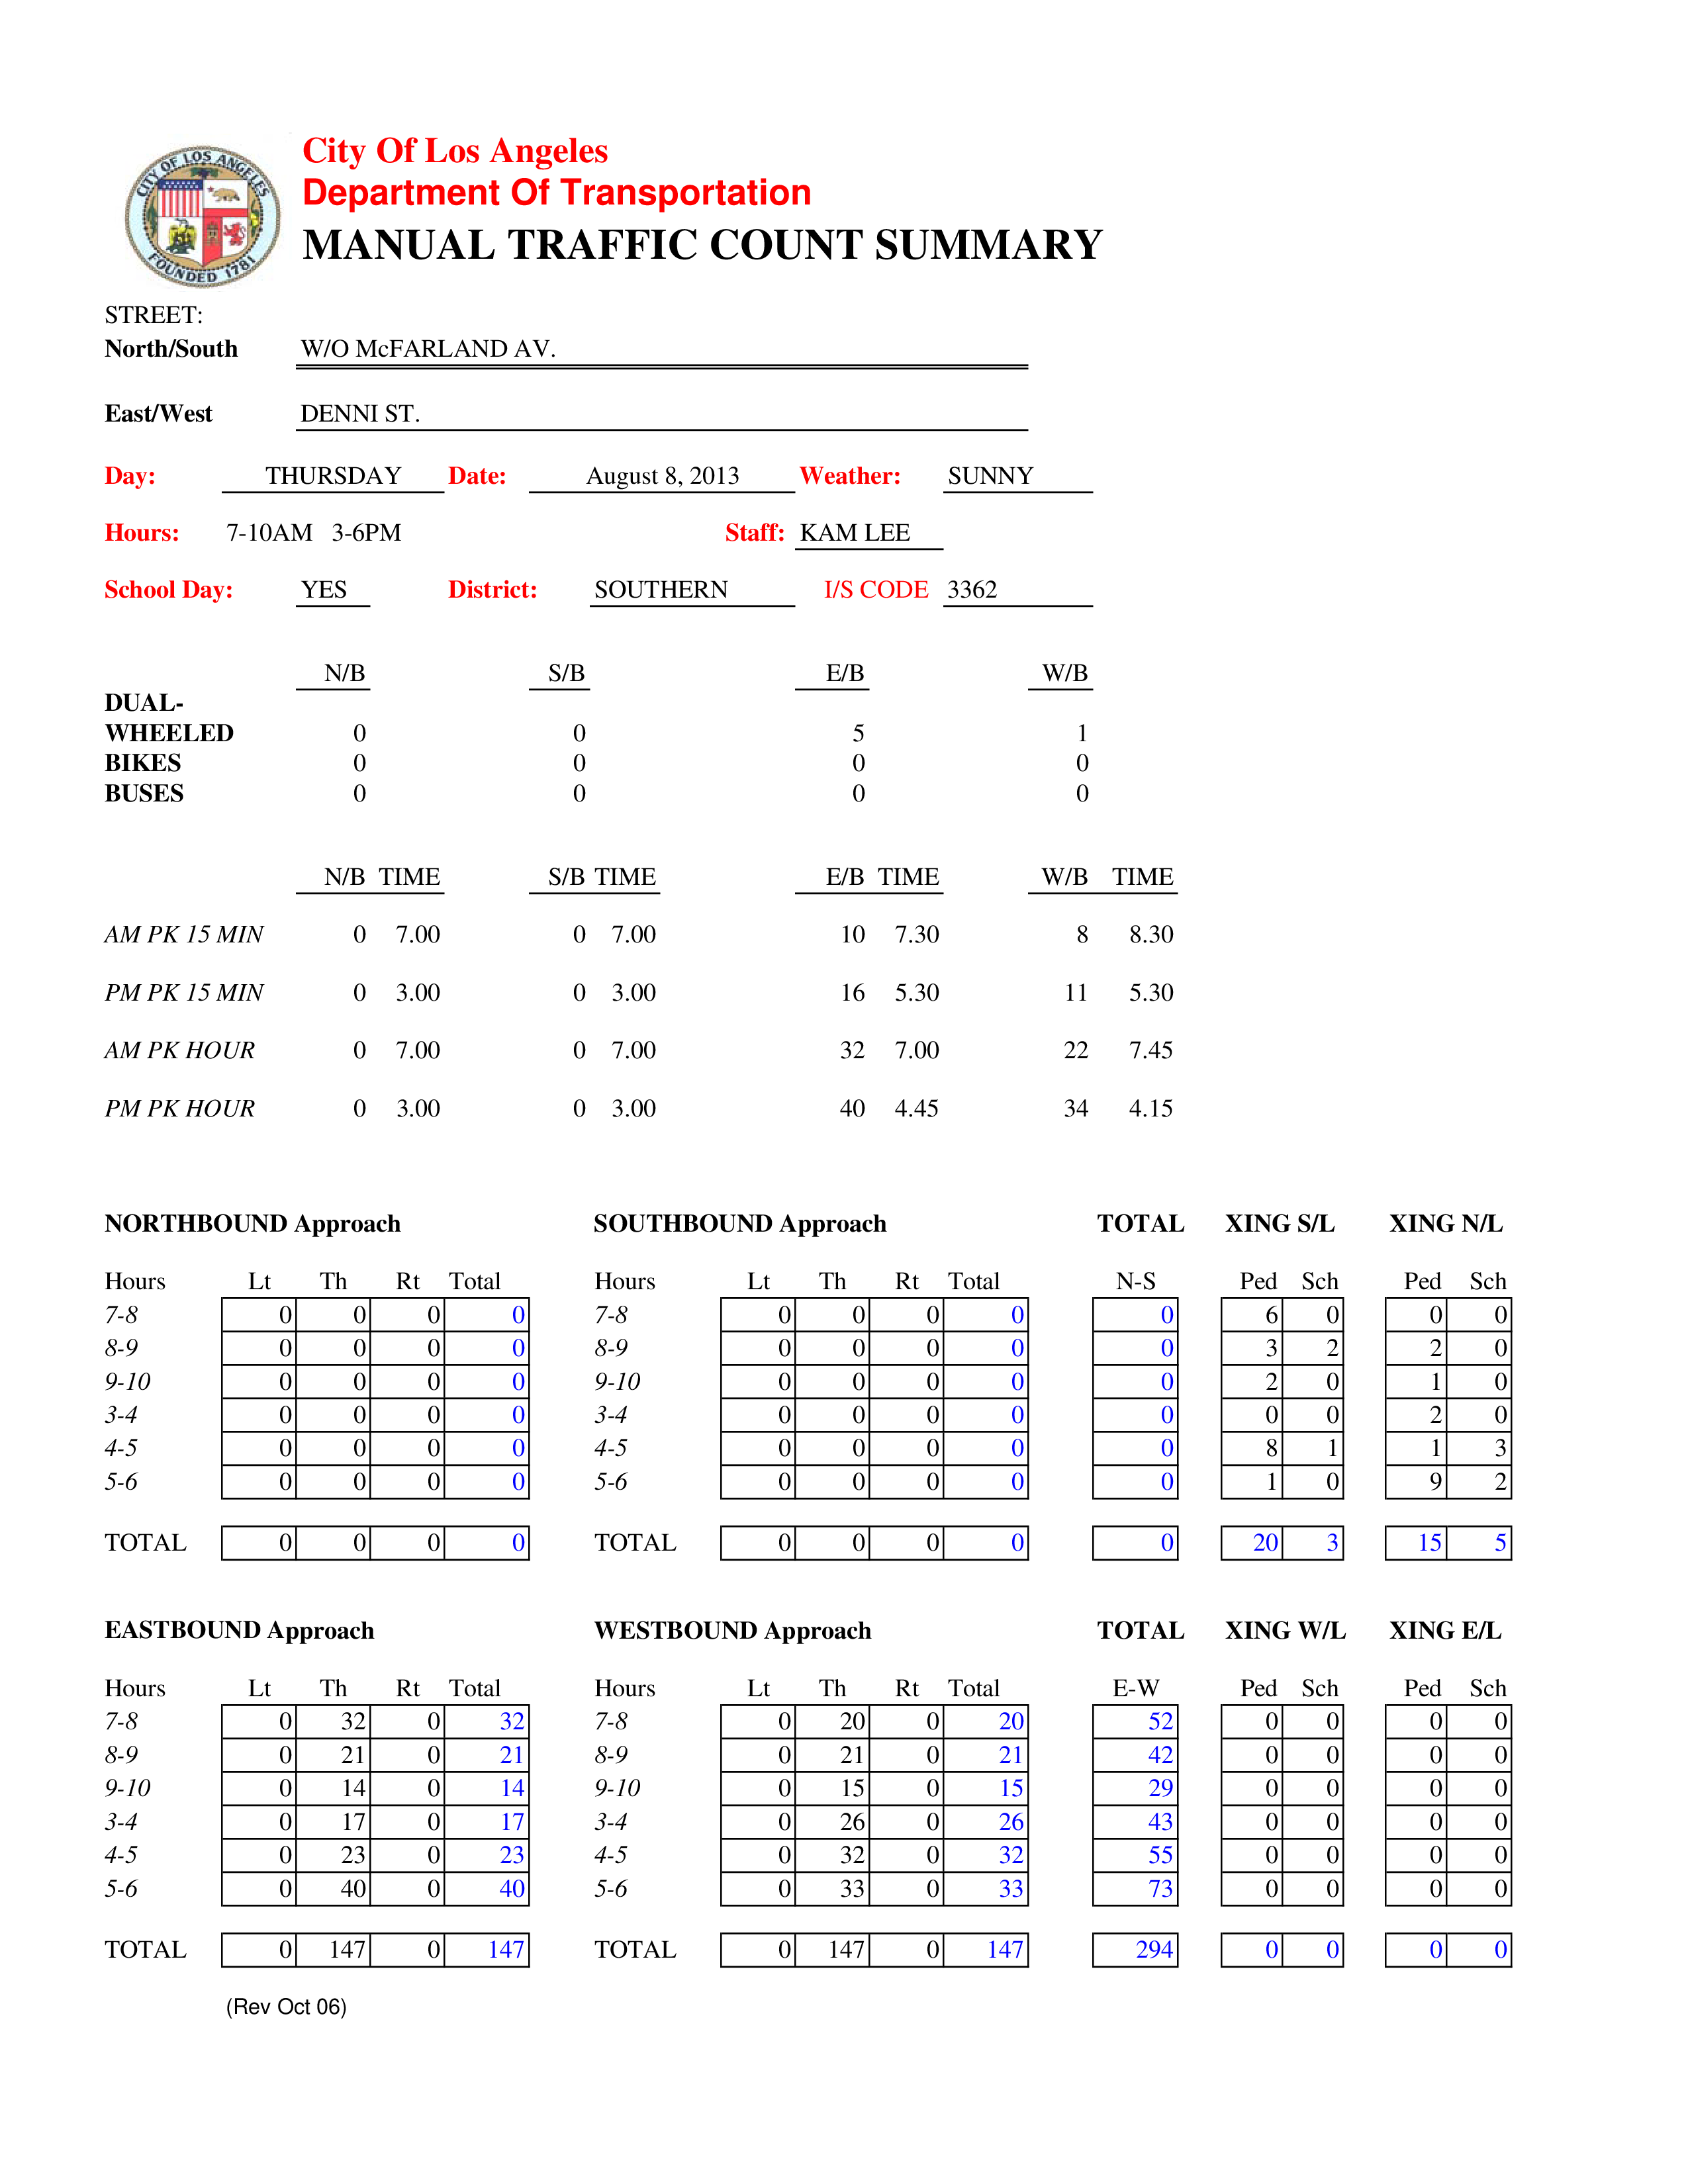 CITY OF LOS ANGELES
FOUNDED 1781
City Of Los Angeles
Department Of Transportation
MANUAL TRAFFIC COUNT SUMMARY
STREET:
North/South W/O McFARLAND AV.
East/West DENNI ST.
Day: THURSDAY Date: August 8, 2013 Weather: SUNNY
Hours: 7-10AM 3-6PM Staff: KAM LEE
School Day: YES District: SOUTHERN I/S CODE 3362
N/B S/B E/B W/B
DUAL-
WHEELED 0 0 5 1
BIKES 0 0 0 0
BUSES 0 0 0 0
N/B TIME S/B TIME E/B TIME W/B TIME
AM PK 15 MIN 0 7.00 0 7.00 10 7.30 8 8.30
PM PK 15 MIN 0 3.00 0 3.00 16 5.30 11 5.30
AM PK HOUR 0 7.00 0 7.00 32 7.00 22 7.45
PM PK HOUR 0 3.00 0 3.00 40 4.45 34 4.15
NORTHBOUND Approach SOUTHBOUND Approach TOTAL XING S/L XING N/L
Hours Lt Th Rt Total Hours Lt Th Rt Total N-S Ped Sch Ped Sch
7-8 0 0 0 0 7-8 0 0 0 0 0 6 0 0 0
8-9 0 0 0 0 8-9 0 0 0 0 0 3 2 2 0
9-10 0 0 0 0 9-10 0 0 0 0 0 2 0 1 0
3-4 0 0 0 0 3-4 0 0 0 0 0 0 0 2 0
4-5 0 0 0 0 4-5 0 0 0 0 0 8 1 1 3
5-6 0 0 0 0 5-6 0 0 0 0 0 1 0 9 2
TOTAL 0 0 0 0 TOTAL 0 0 0 0 0 20 3 15 5
EASTBOUND Approach WESTBOUND Approach TOTAL XING W/L XING E/L
Hours Lt Th Rt Total Hours Lt Th Rt Total E-W Ped Sch Ped Sch
7-8 0 32 0 32 7-8 0 20 0 20 52 0 0 0 0
8-9 0 21 0 21 8-9 0 21 0 21 42 0 0 0 0
9-10 0 14 0 14 9-10 0 15 0 15 29 0 0 0 0
3-4 0 17 0 17 3-4 0 26 0 26 43 0 0 0 0
4-5 0 23 0 23 4-5 0 32 0 32 55 0 0 0 0
5-6 0 40 0 40 5-6 0 33 0 33 73 0 0 0 0
TOTAL 0 147 0 147 TOTAL 0 147 0 147 294 0 0 0 0
(Rev Oct 06)